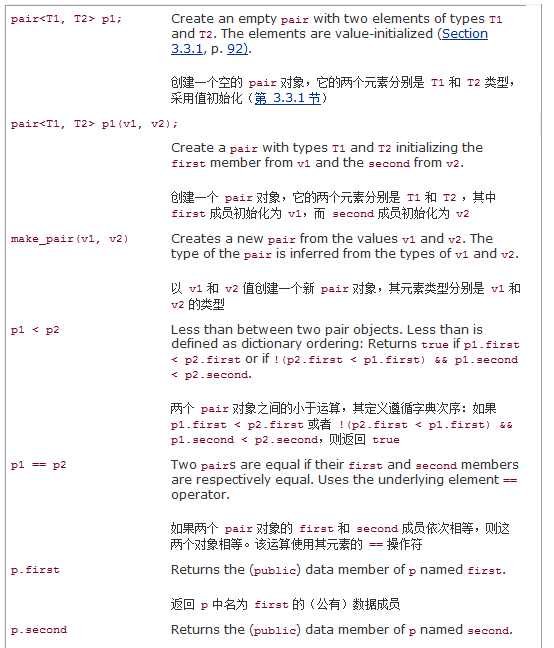 pair<T1, T2> p1; Create an empty pair with two elements of types T1
and T2. The elements are value-initialized (Section
3.3.1, p. 92).
创建一个空的 pair 对象，它的两个元素分别是 T1 和 T2 类型，
采用值初始化（第 3.3.1 节）
pair<T1, T2> p1(v1, v2);
Create a pair with types T1 and T2 initializing the
first member from v1 and the second from v2.
创建一个 pair 对象，它的两个元素分别是 T1 和 T2 ，其中
first 成员初始化为 v1，而 second 成员初始化为 v2
make_pair(v1, v2) Creates a new pair from the values v1 and v2. The
type of the pair is inferred from the types of v1 and v2.
以 v1 和 v2 值创建一个新 pair 对象，其元素类型分别是 v1 和
v2 的类型
p1 < p2 Less than between two pair objects. Less than is
defined as dictionary ordering: Returns true if p1.first
< p2.first or if !(p2.first < p1.first) && p1.second
< p2.second.
两个 pair 对象之间的小于运算，其定义遵循字典次序：如果
p1.first < p2.first 或者 !(p2.first < p1.first) &&
p1.second < p2.second，则返回 true
p1 == p2 Two pairs are equal if their first and second members
are respectively equal. Uses the underlying element ==
operator.
如果两个 pair 对象的 first 和 second 成员依次相等，则这
两个对象相等。该运算使用其元素的 == 操作符
p.first Returns the (public) data member of p named first.
返回 p 中名为 first 的（公有）数据成员
p.second Returns the (public) data member of p named second.